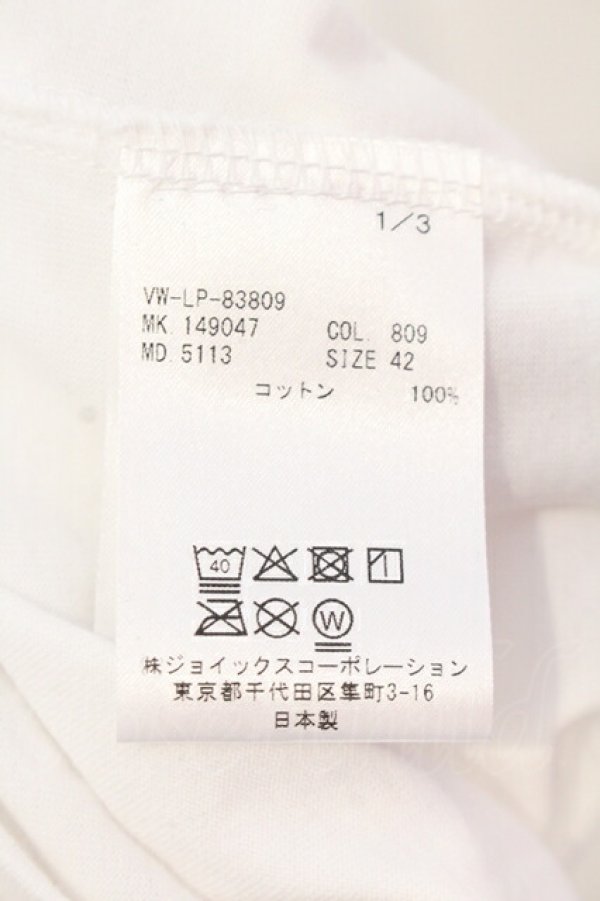 1/3
VW-LP-83809
MK. 149047 COL. 809
MD. 5113 SIZE 42
コットン 100%
40
W
株ジョイックスコーポレーション
東京都千代田区隼町3-16
日本製